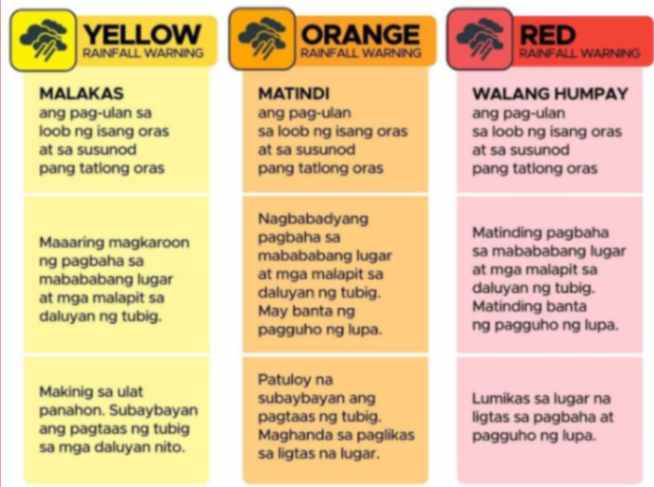 YELLOW
RAINFALL WARNING
MALAKAS
ang pag-ulan sa
loob ng isang oras
at sa susunod
pang tatlong oras
Maaaring magkaroon
ng pagbaha sa
mabababang lugar
at mga malapit sa
daluyan ng tubig.
Makinig sa ulat
panahon. Subaybayan
ang pagtaas ng tubig
sa mga daluyan nito.
ORANGE
RAINFALL WARNING
MATINDI
ang pag-ulan
sa loob ng isang oras
at sa susunod
pang tatlong oras
Nagbabadyang
pagbaha sa
mabababang lugar
at mga malapit sa
daluyan ng tubig.
May banta ng
pagguho ng lupa.
Patuloy na
subaybayan ang
pagtaas ng tubig.
Maghanda sa paglikas
sa ligtas na lugar.
RED
RAINFALL WARNING
WALANG HUMPAY
ang pag-ulan
sa loob ng isang oras
at sa susunod
pang tatlong oras
Matinding pagbaha
sa mabababang lugar
at mga malapit sa
daluyan ng tubig.
Matinding banta
ng pagguho ng lupa.
Lumikas sa lugar na
ligtas sa pagbaha at
pagguho ng lupa.